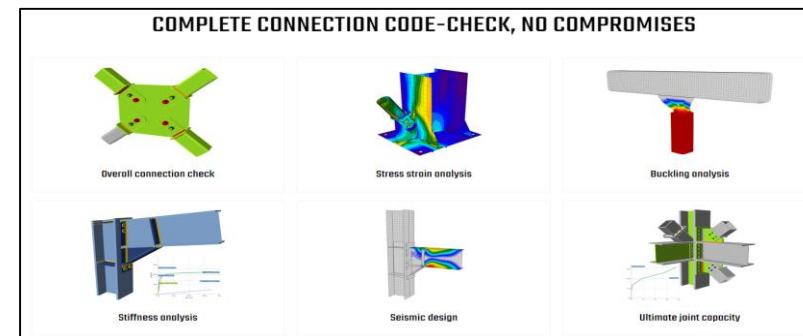 COMPLETE CONNECTION CODE-CHECK, NO COMPROMISES
Overall connection check
Stress strain analysis
Buckling analysis
Stiffness analysis
Seismic design
Ultimate joint capacity